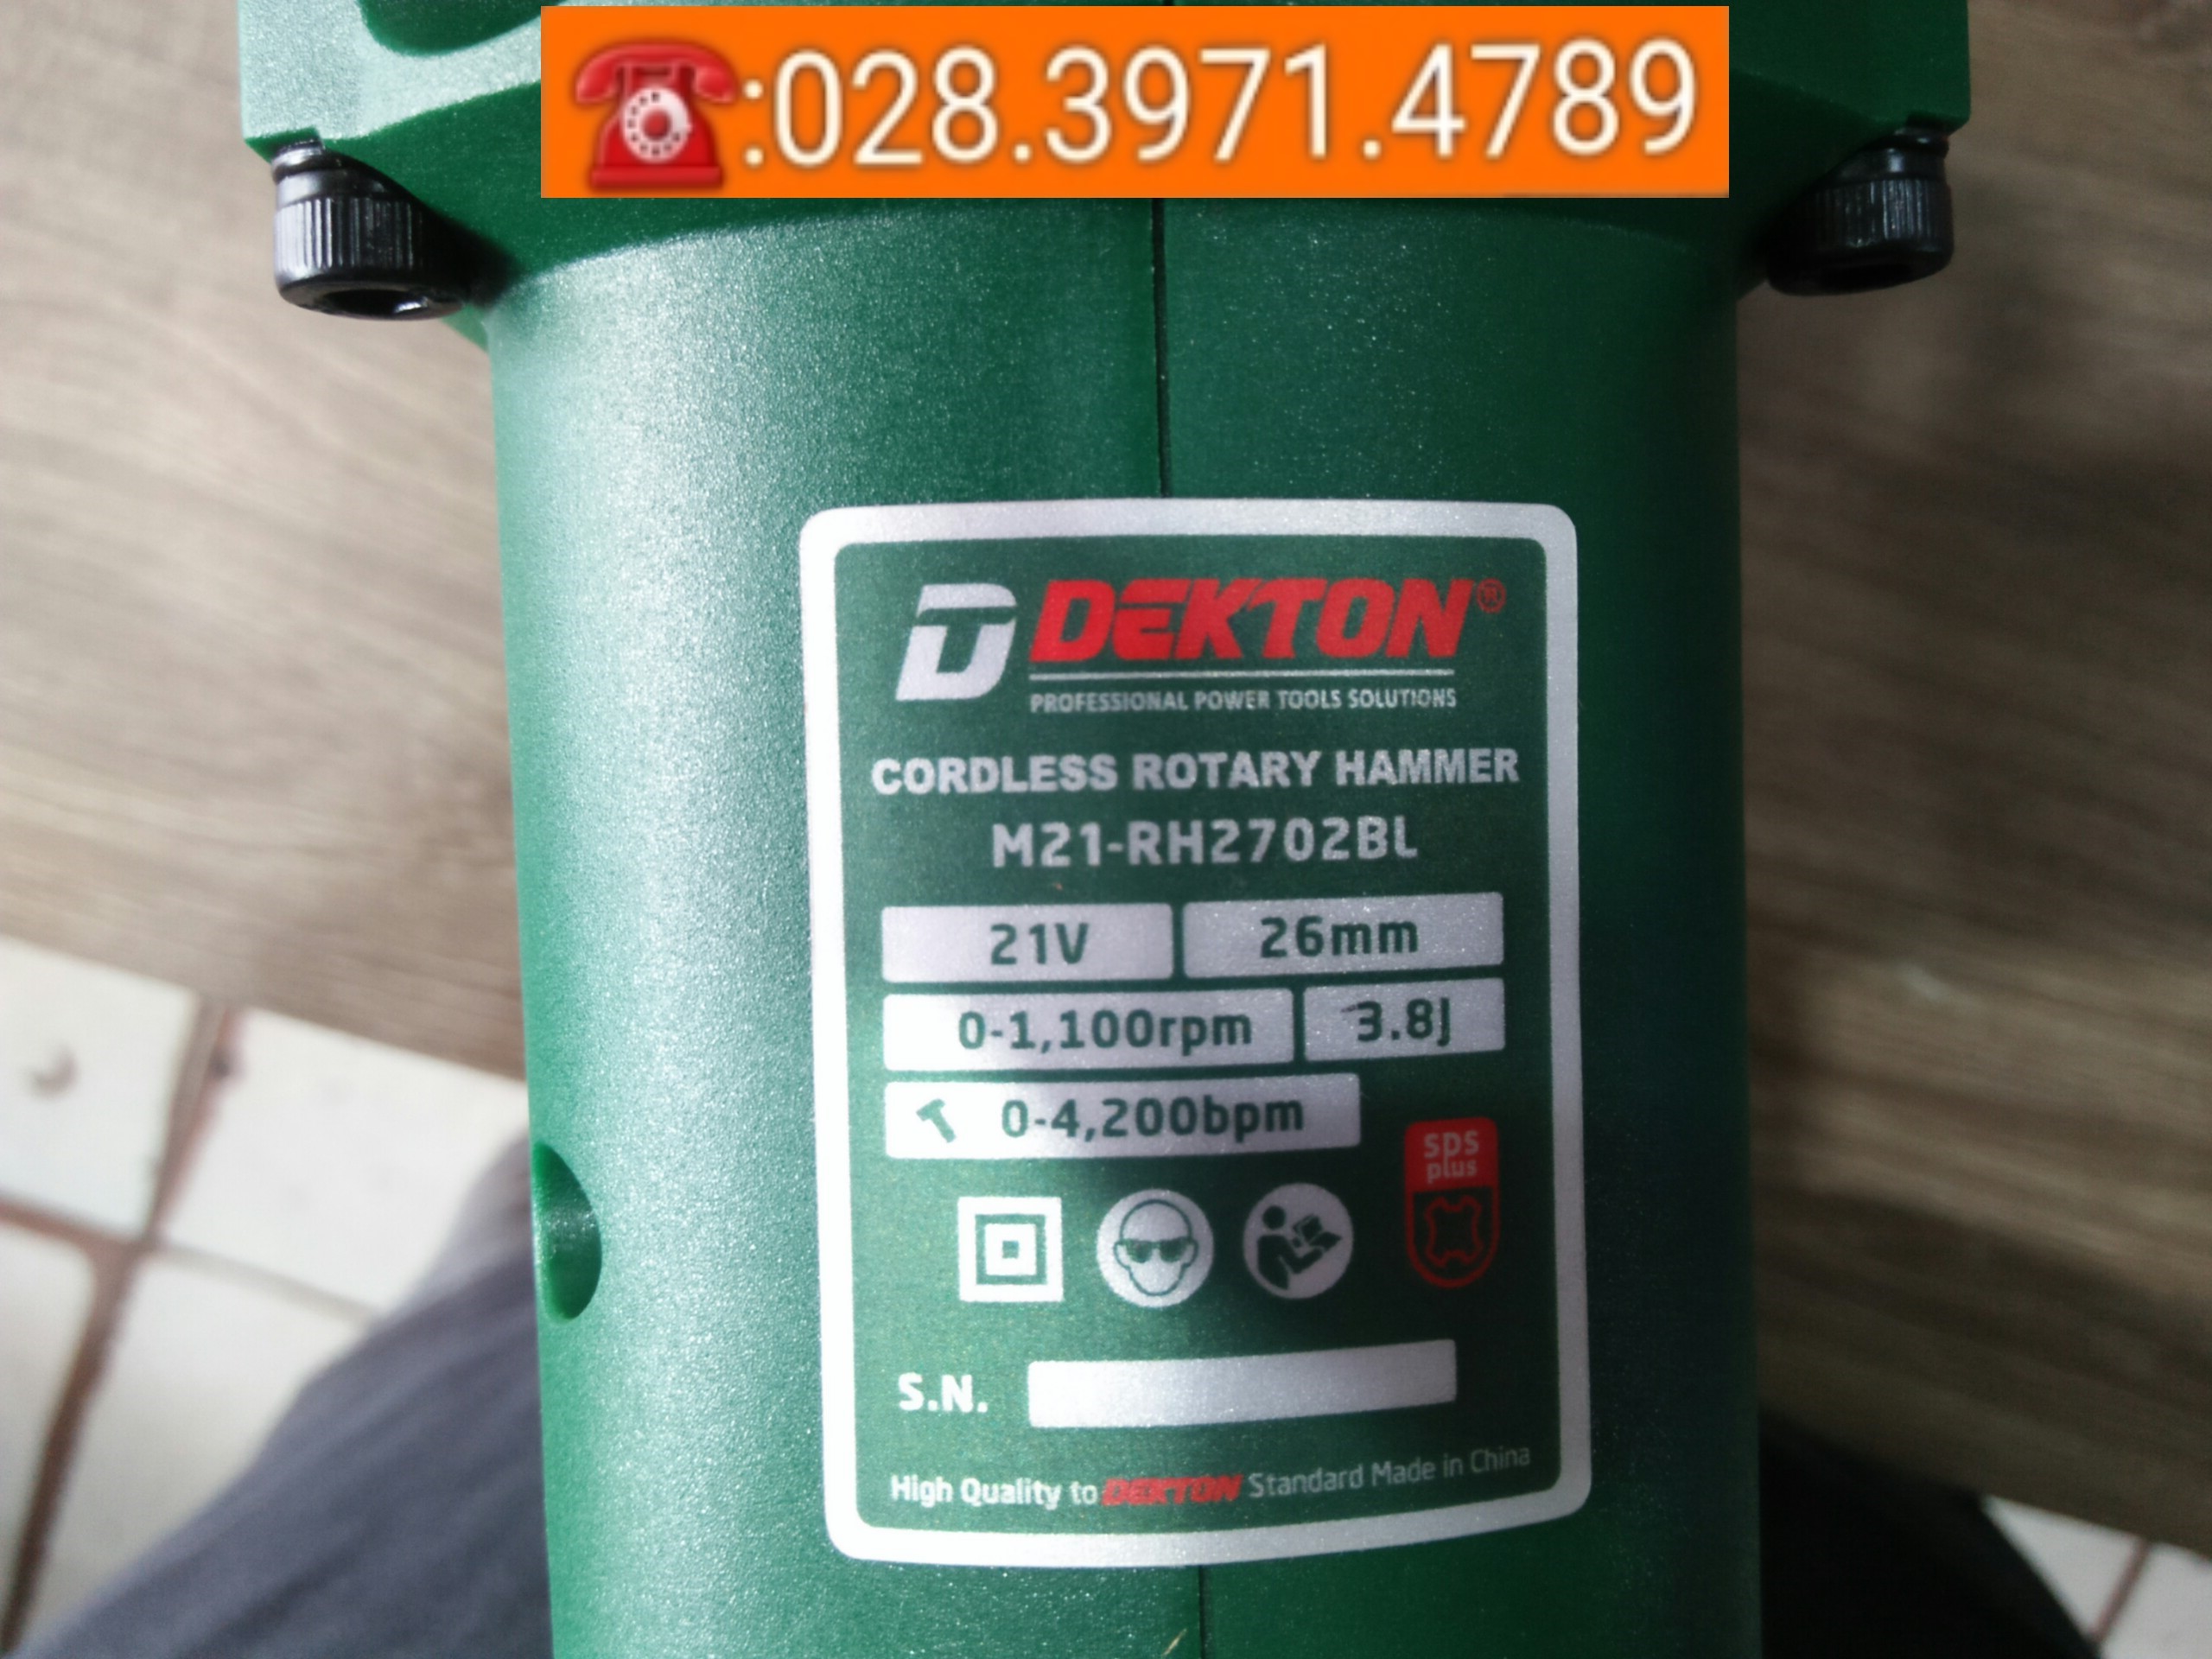 :028.3971.4789
DEKTON®
PROFESSIONAL POWER TOOLS SOLUTIONS
CORDLESS ROTARY HAMMER
M21-RH2702BL
21V 26mm
0-1,100rpm 3.8J
0-4,200bpm
sps
plus
S.N.
High Quality to DEKTON Standard Made in China